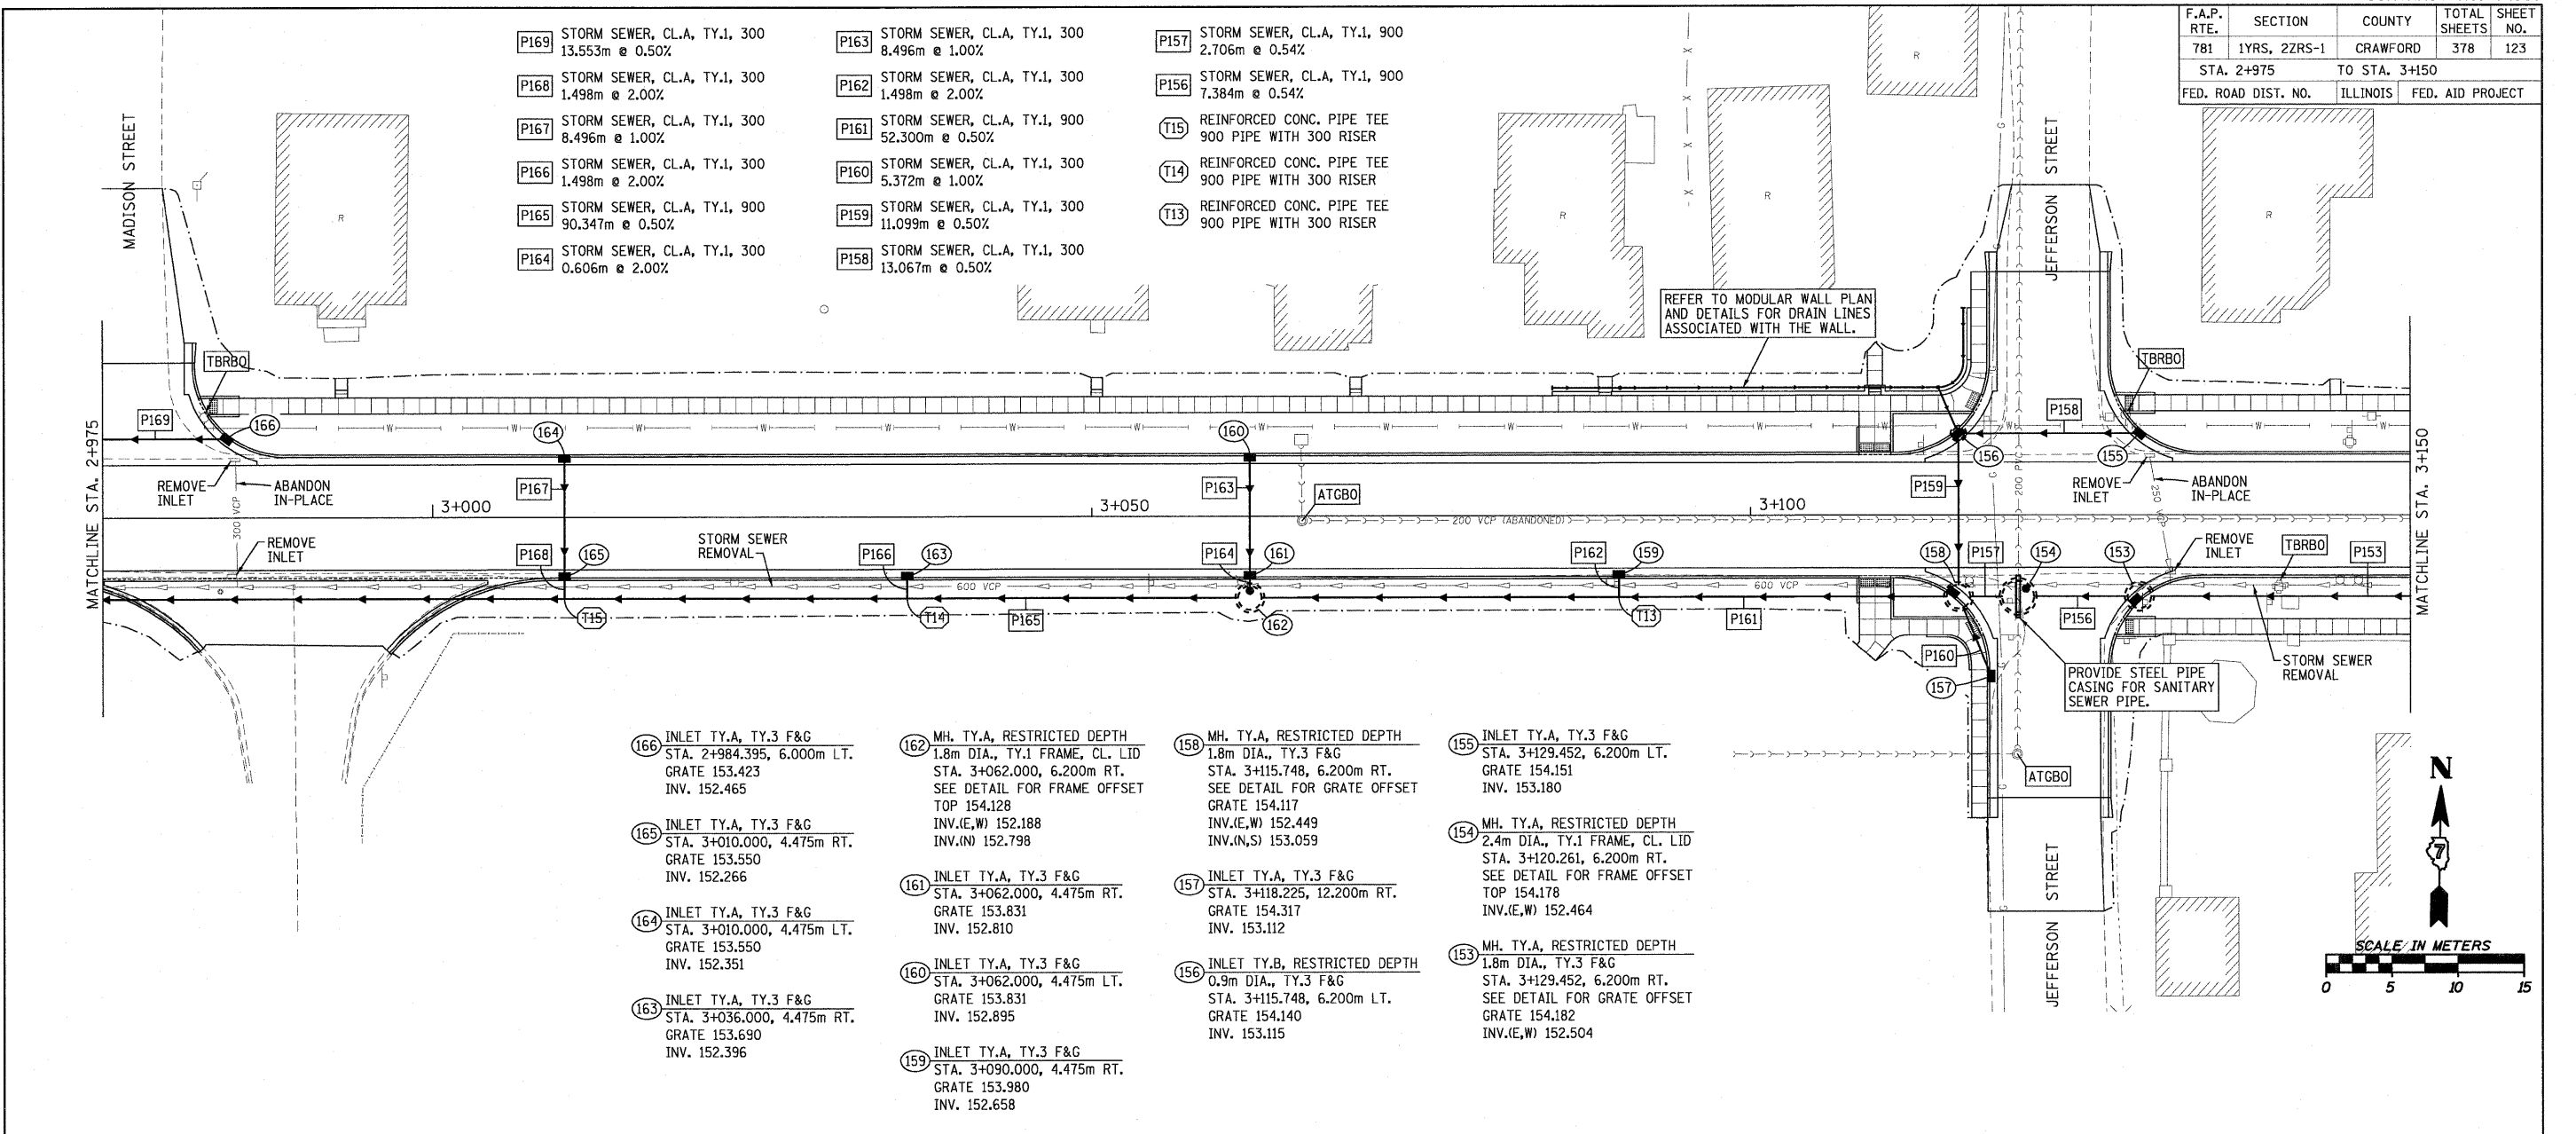 F.A.P. RTE. SECTION COUNTY TOTAL SHEETS SHEET NO.
781 1YRS, 2ZRS-1 CRAWFORD 378 123
STA. 2+975 TO STA. 3+150
FED. ROAD DIST. NO. ILLINOIS FED. AID PROJECT
P169 STORM SEWER, CL.A, TY.1, 300
13.553m @ 0.50%
P168 STORM SEWER, CL.A, TY.1, 300
1.498m @ 2.00%
P167 STORM SEWER, CL.A, TY.1, 300
8.496m @ 1.00%
P166 STORM SEWER, CL.A, TY.1, 300
1.498m @ 2.00%
P165 STORM SEWER, CL.A, TY.1, 900
90.347m @ 0.50%
P164 STORM SEWER, CL.A, TY.1, 300
0.606m @ 2.00%
P163 STORM SEWER, CL.A, TY.1, 300
8.496m @ 1.00%
P162 STORM SEWER, CL.A, TY.1, 300
1.498m @ 2.00%
P161 STORM SEWER, CL.A, TY.1, 900
52.300m @ 0.50%
P160 STORM SEWER, CL.A, TY.1, 300
5.372m @ 1.00%
P159 STORM SEWER, CL.A, TY.1, 300
11.099m @ 0.50%
P158 STORM SEWER, CL.A, TY.1, 300
13.067m @ 0.50%
P157 STORM SEWER, CL.A, TY.1, 900
2.706m @ 0.54%
P156 STORM SEWER, CL.A, TY.1, 900
7.384m @ 0.54%
T15 REINFORCED CONC. PIPE TEE
900 PIPE WITH 300 RISER
T14 REINFORCED CONC. PIPE TEE
900 PIPE WITH 300 RISER
T13 REINFORCED CONC. PIPE TEE
900 PIPE WITH 300 RISER
MADISON STREET
JEFFERSON STREET
R
R
R
R
R
REFER TO MODULAR WALL PLAN
AND DETAILS FOR DRAIN LINES
ASSOCIATED WITH THE WALL.
TBRBO
TBRBO
P169
166
164
160
P158
156
155
MATCHLINE STA. 2+975
MATCHLINE STA. 3+150
REMOVE
INLET
ABANDON
IN-PLACE
300 VCP
P167
P163
ATGBO
P159
200 PVC
REMOVE
INLET
ABANDON
IN-PLACE
250 VCP
3+000
3+050
3+100
200 VCP (ABANDONED)
REMOVE
INLET
P168
165
STORM SEWER
REMOVAL
P166
163
P164
161
P162
159
158
P157
154
153
REMOVE
INLET
TBRBO
P153
600 VCP
600 VCP
T15
T14
P165
162
T13
P161
P156
P160
157
PROVIDE STEEL PIPE
CASING FOR SANITARY
SEWER PIPE.
STORM SEWER
REMOVAL
ATGBO
JEFFERSON STREET
166 INLET TY.A, TY.3 F&G
STA. 2+984.395, 6.000m LT.
GRATE 153.423
INV. 152.465
165 INLET TY.A, TY.3 F&G
STA. 3+010.000, 4.475m RT.
GRATE 153.550
INV. 152.266
164 INLET TY.A, TY.3 F&G
STA. 3+010.000, 4.475m LT.
GRATE 153.550
INV. 152.351
163 INLET TY.A, TY.3 F&G
STA. 3+036.000, 4.475m RT.
GRATE 153.690
INV. 152.396
162 MH. TY.A, RESTRICTED DEPTH
1.8m DIA., TY.1 FRAME, CL. LID
STA. 3+062.000, 6.200m RT.
SEE DETAIL FOR FRAME OFFSET
TOP 154.128
INV.(E,W) 152.188
INV.(N) 152.798
161 INLET TY.A, TY.3 F&G
STA. 3+062.000, 4.475m RT.
GRATE 153.831
INV. 152.810
160 INLET TY.A, TY.3 F&G
STA. 3+062.000, 4.475m LT.
GRATE 153.831
INV. 152.895
159 INLET TY.A, TY.3 F&G
STA. 3+090.000, 4.475m RT.
GRATE 153.980
INV. 152.658
158 MH. TY.A, RESTRICTED DEPTH
1.8m DIA., TY.3 F&G
STA. 3+115.748, 6.200m RT.
SEE DETAIL FOR GRATE OFFSET
GRATE 154.117
INV.(E,W) 152.449
INV.(N,S) 153.059
157 INLET TY.A, TY.3 F&G
STA. 3+118.225, 12.200m RT.
GRATE 154.317
INV. 153.112
156 INLET TY.B, RESTRICTED DEPTH
0.9m DIA., TY.3 F&G
STA. 3+115.748, 6.200m LT.
GRATE 154.140
INV. 153.115
155 INLET TY.A, TY.3 F&G
STA. 3+129.452, 6.200m LT.
GRATE 154.151
INV. 153.180
154 MH. TY.A, RESTRICTED DEPTH
2.4m DIA., TY.1 FRAME, CL. LID
STA. 3+120.261, 6.200m RT.
SEE DETAIL FOR FRAME OFFSET
TOP 154.178
INV.(E,W) 152.464
153 MH. TY.A, RESTRICTED DEPTH
1.8m DIA., TY.3 F&G
STA. 3+129.452, 6.200m RT.
SEE DETAIL FOR GRATE OFFSET
GRATE 154.182
INV.(E,W) 152.504
N
7
SCALE IN METERS
0 5 10 15